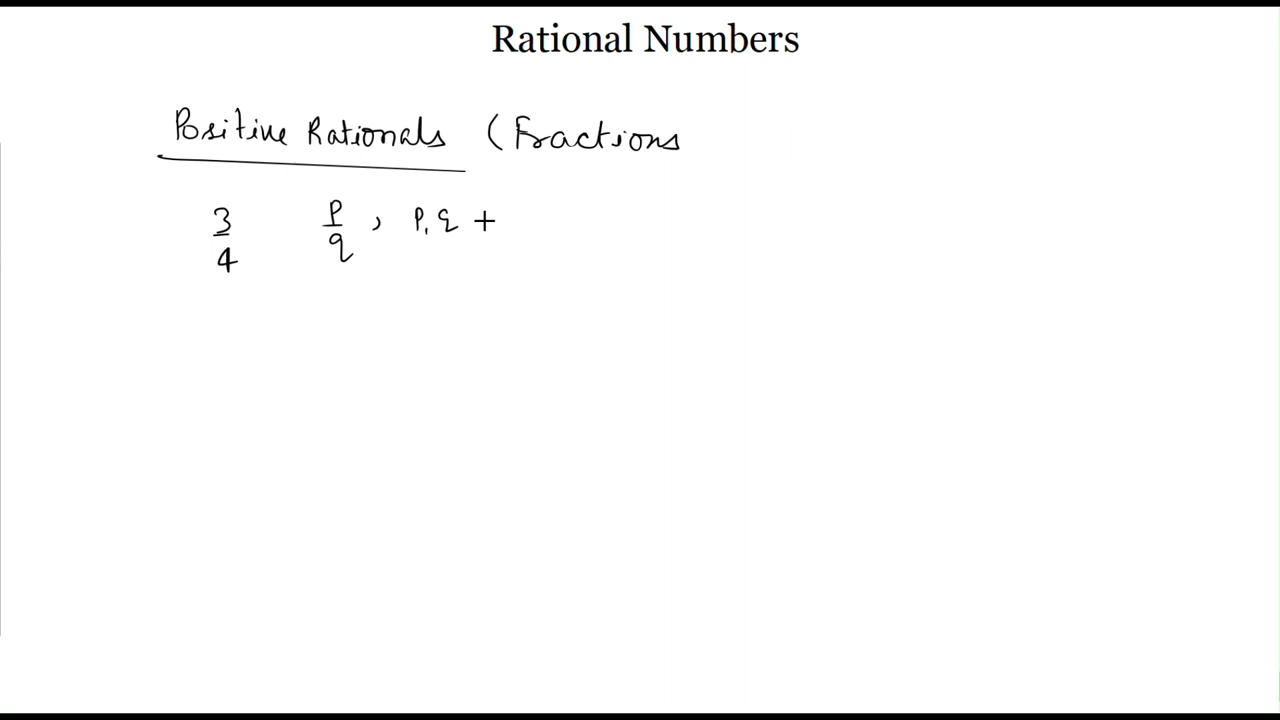 Rational Numbers
Positive Rationals (Fractions
3/4 p/q , p,q +